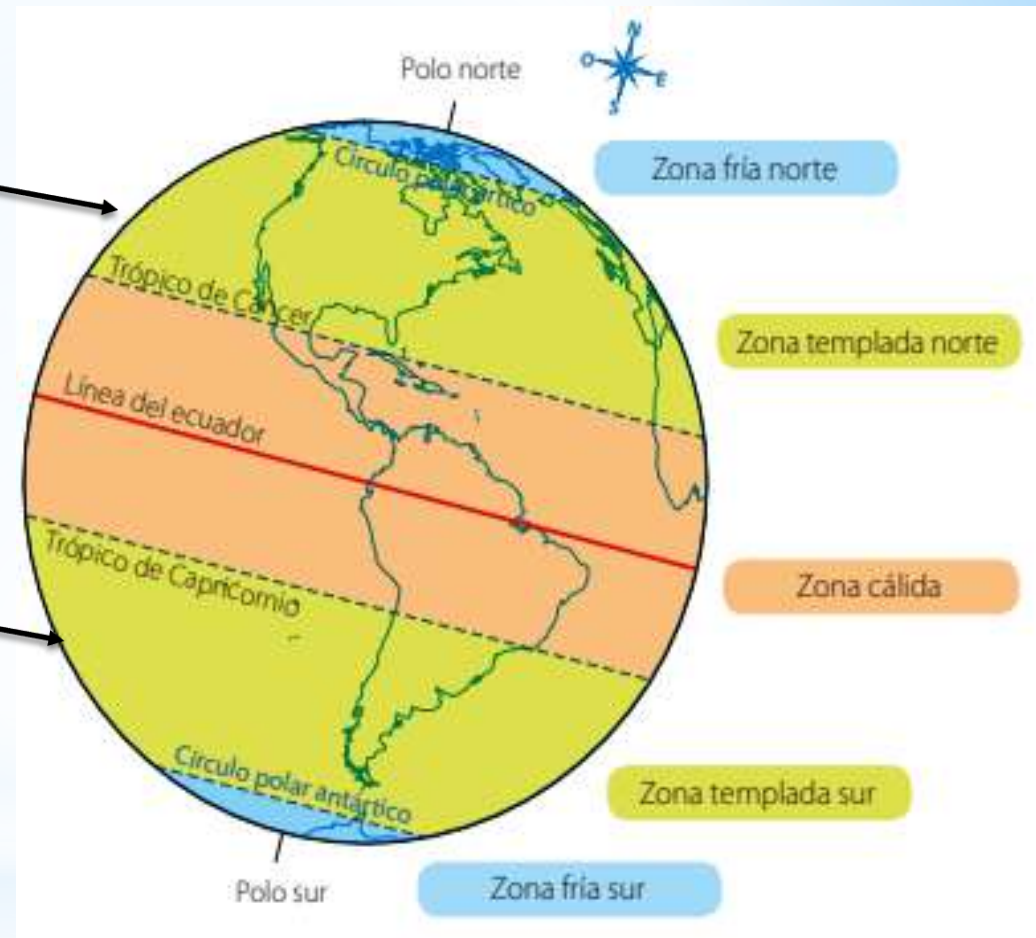 N
O
E
S
Polo norte
Zona fría norte
Círculo polar ártico
Trópico de Cáncer
Zona templada norte
Línea del ecuador
Trópico de Capricornio
Zona cálida
Círculo polar antártico
Zona templada sur
Polo sur
Zona fría sur